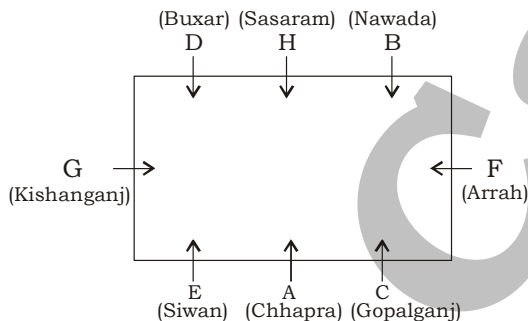 (Buxar) (Sasaram) (Nawada)
D H B
G F
(Kishanganj) (Arrah)
E A C
(Siwan) (Chhapra) (Gopalganj)